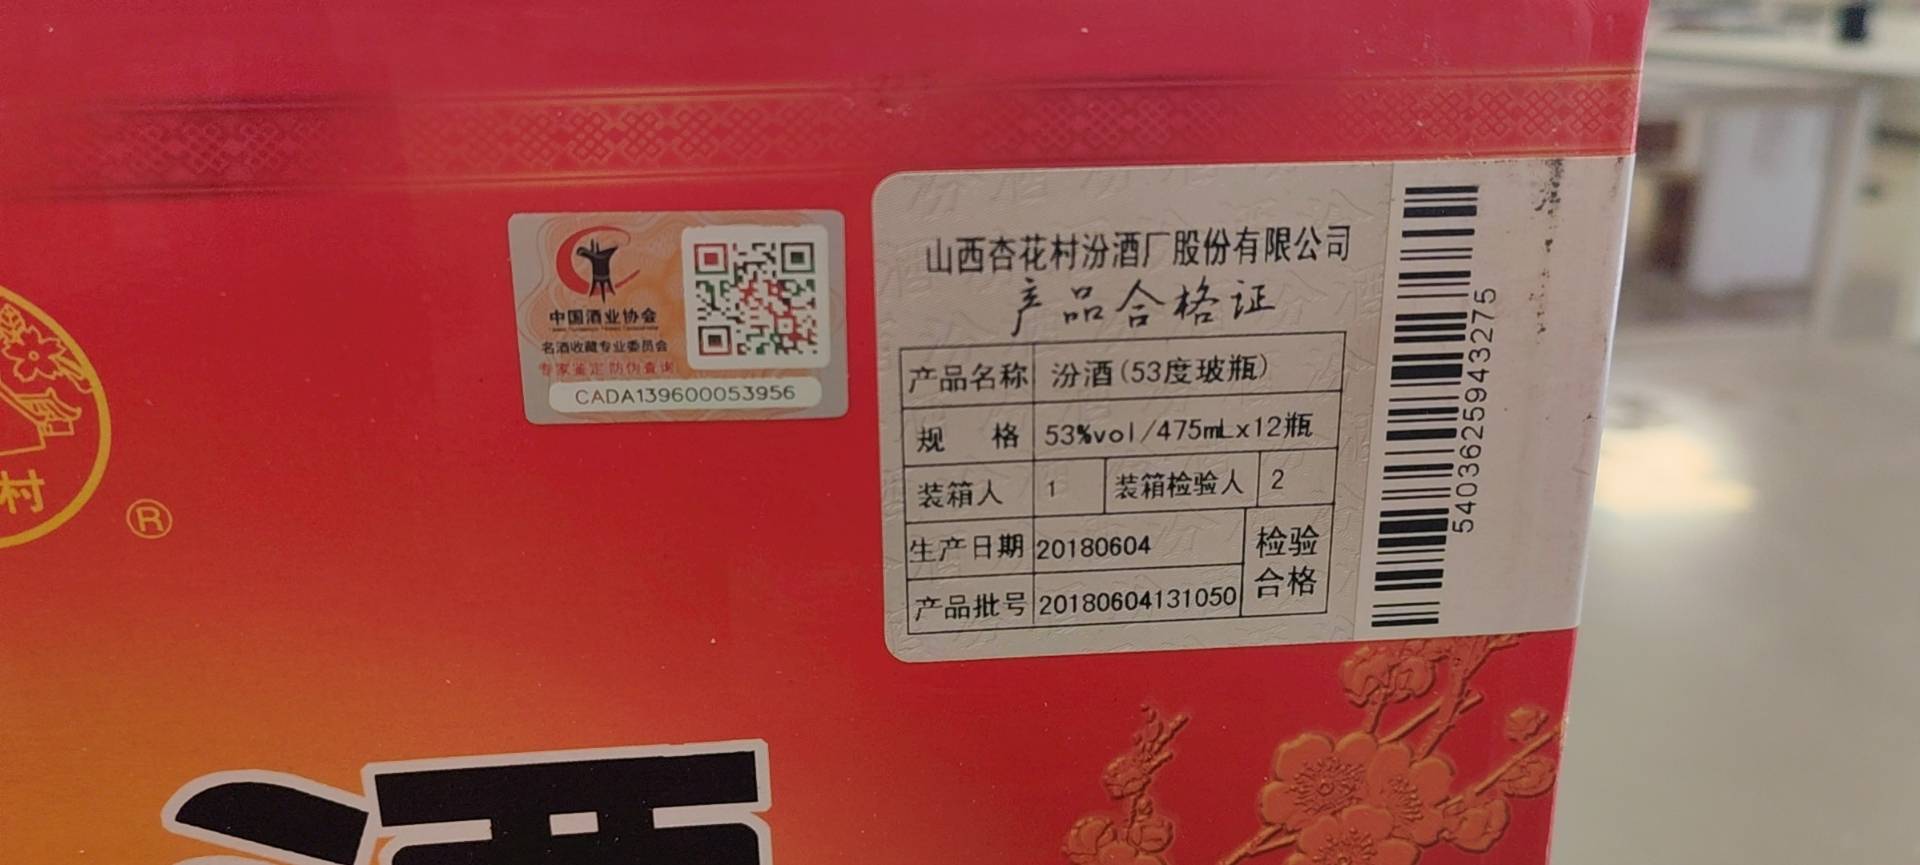 中国酒业协会
名酒收藏专业委员会
专家鉴定 防伪查询
CADA139600053956
山西杏花村汾酒厂股份有限公司
产品合格证
产品名称 汾酒(53度玻瓶)
规 格 53%vol/475mLx12瓶
装箱人 1 装箱检验人 2
生产日期 20180604 检验
产品批号 20180604131050 合格
5403625943275
村
®
酒